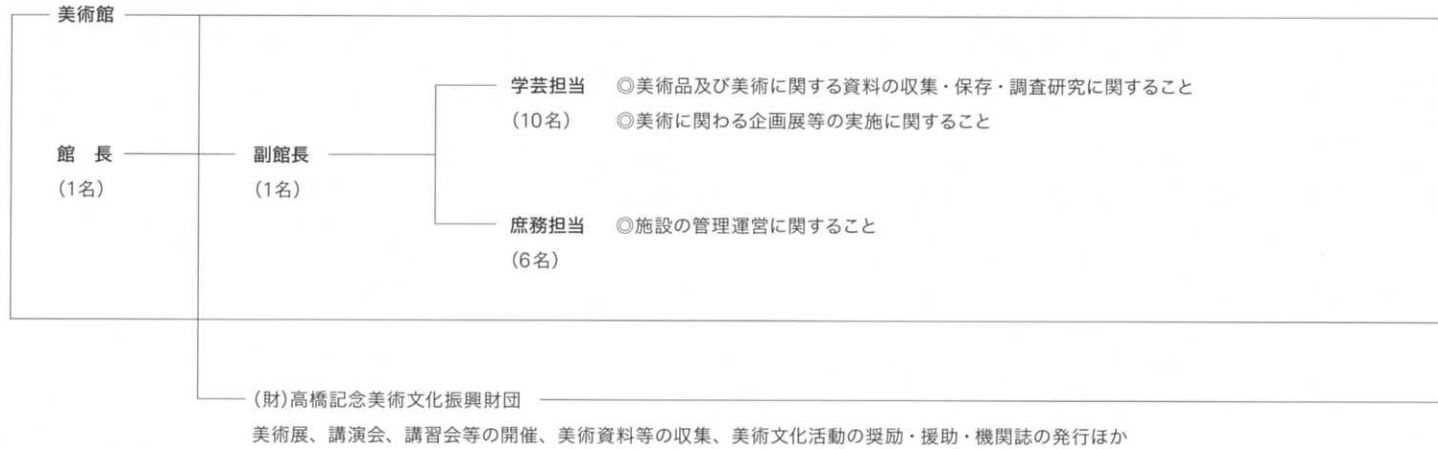 美術館
学芸担当 ◎美術品及び美術に関する資料の収集・保存・調査研究に関すること
(10名) ◎美術に関わる企画展等の実施に関すること
館 長 副館長
(1名) (1名)
庶務担当 ◎施設の管理運営に関すること
(6名)
(財)高橋記念美術文化振興財団
美術展、講演会、講習会等の開催、美術資料等の収集、美術文化活動の奨励・援助・機関誌の発行ほか